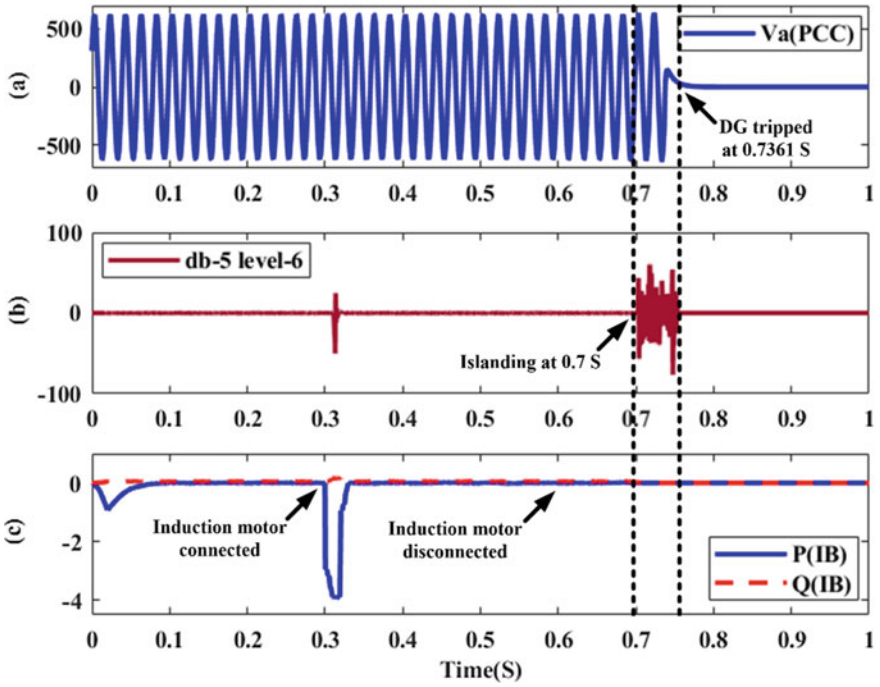 500
0
-500
(a)
Va(PCC)
DG tripped
at 0.7361 S
0 0.1 0.2 0.3 0.4 0.5 0.6 0.7 0.8 0.9 1
100
0
-100
(b)
db-5 level-6
Islanding at 0.7 S
0 0.1 0.2 0.3 0.4 0.5 0.6 0.7 0.8 0.9 1
0
-2
-4
(c)
Induction motor
connected
Induction motor
disconnected
P(IB)
Q(IB)
0 0.1 0.2 0.3 0.4 0.5 0.6 0.7 0.8 0.9 1
Time(S)